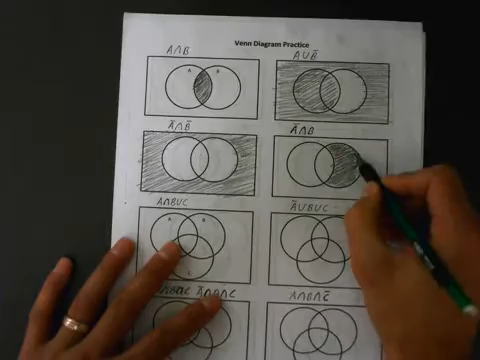 Venn Diagram Practice
A∩B
A∪B̅
A B
A̅∩B̅
A̅∩B
A∩B∪C
A̅∪B∪C
A B
C
A̅∩B∩C
A∩B∩C̅